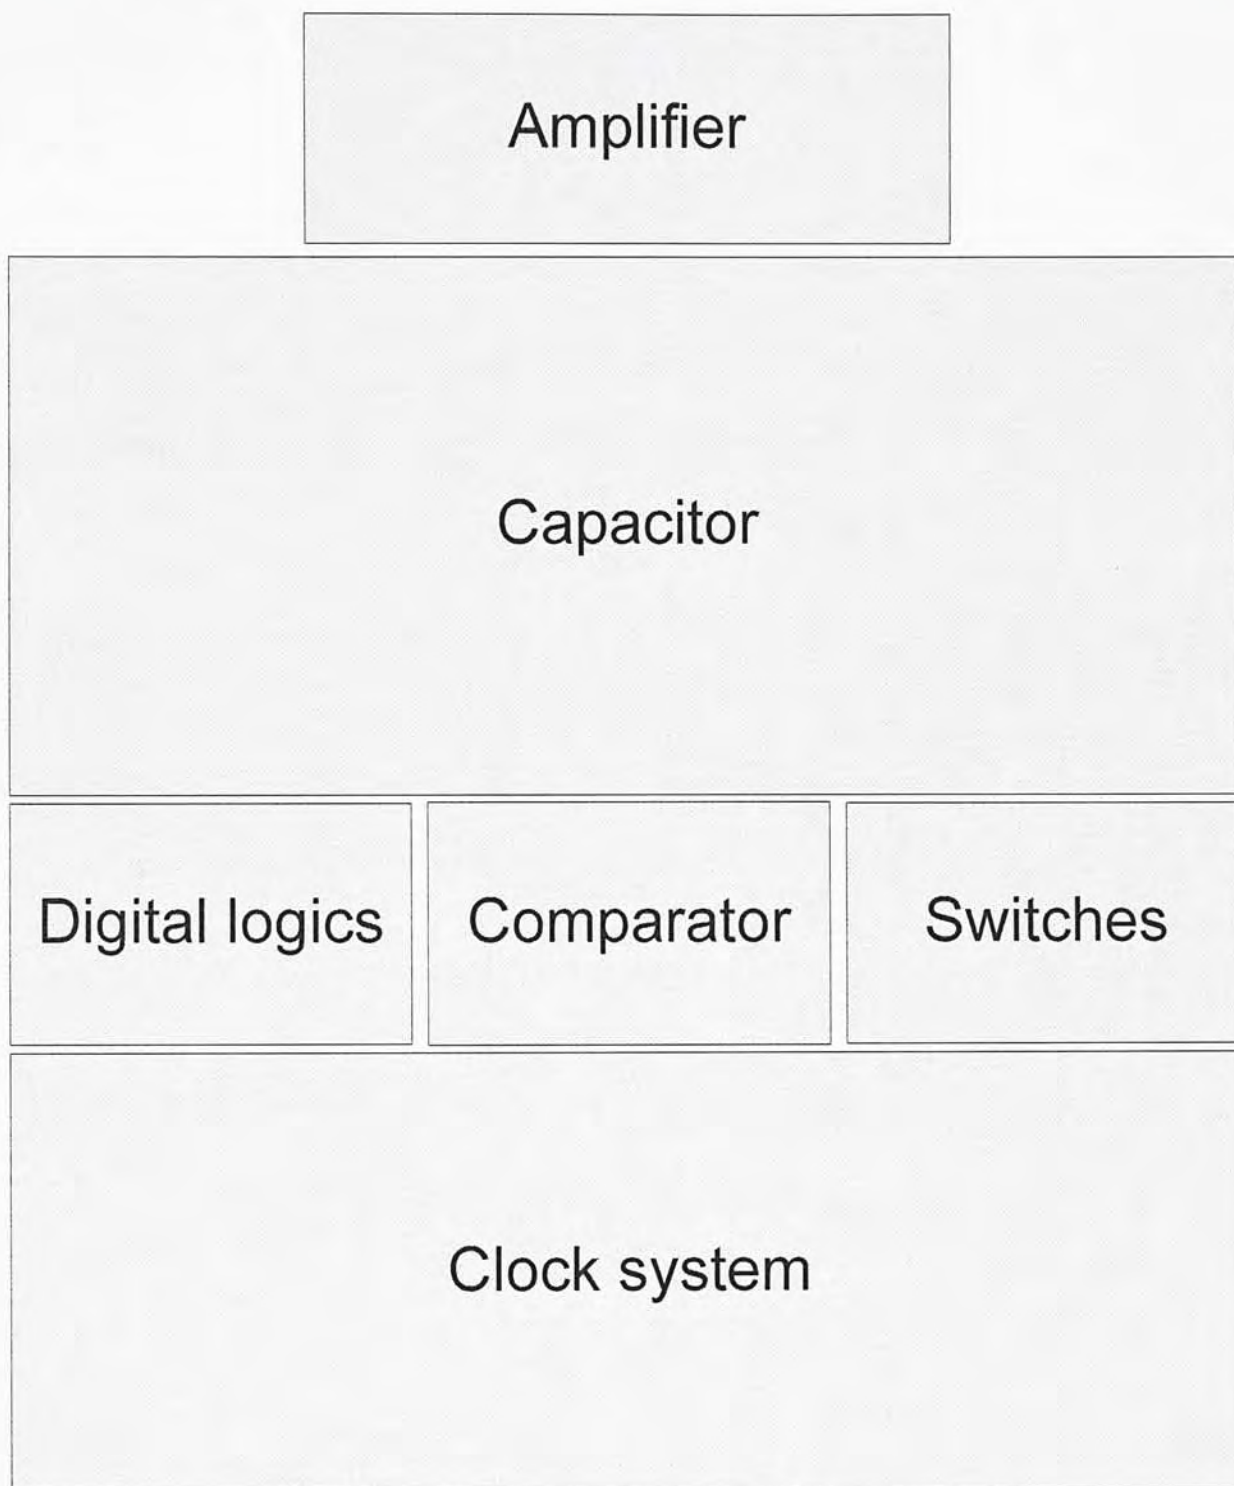 Amplifier
Capacitor
Digital logics
Comparator
Switches
Clock system